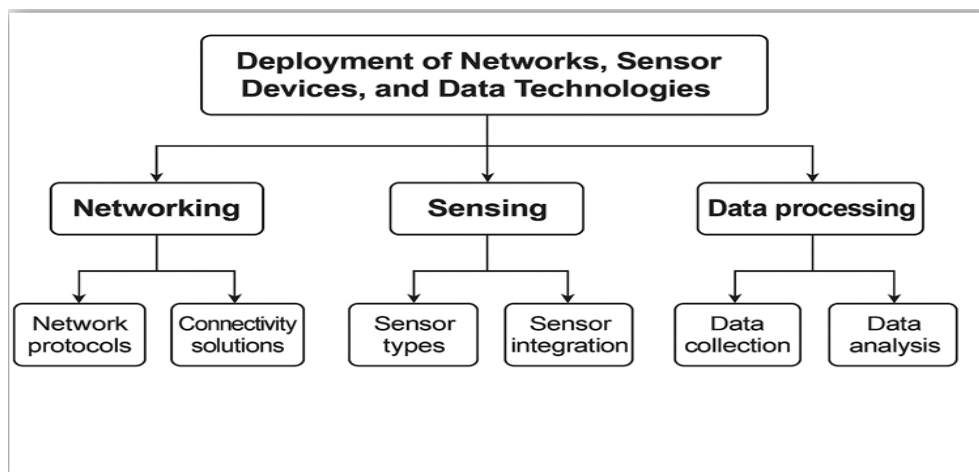 Deployment of Networks, Sensor
Devices, and Data Technologies
Networking
Sensing
Data processing
Network
protocols
Connectivity
solutions
Sensor
types
Sensor
integration
Data
collection
Data
analysis